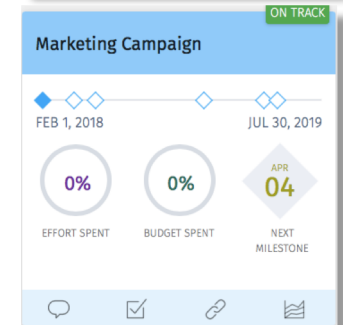 ON TRACK
Marketing Campaign
FEB 1, 2018
JUL 30, 2019
0%
0%
APR
04
EFFORT SPENT
BUDGET SPENT
NEXT
MILESTONE